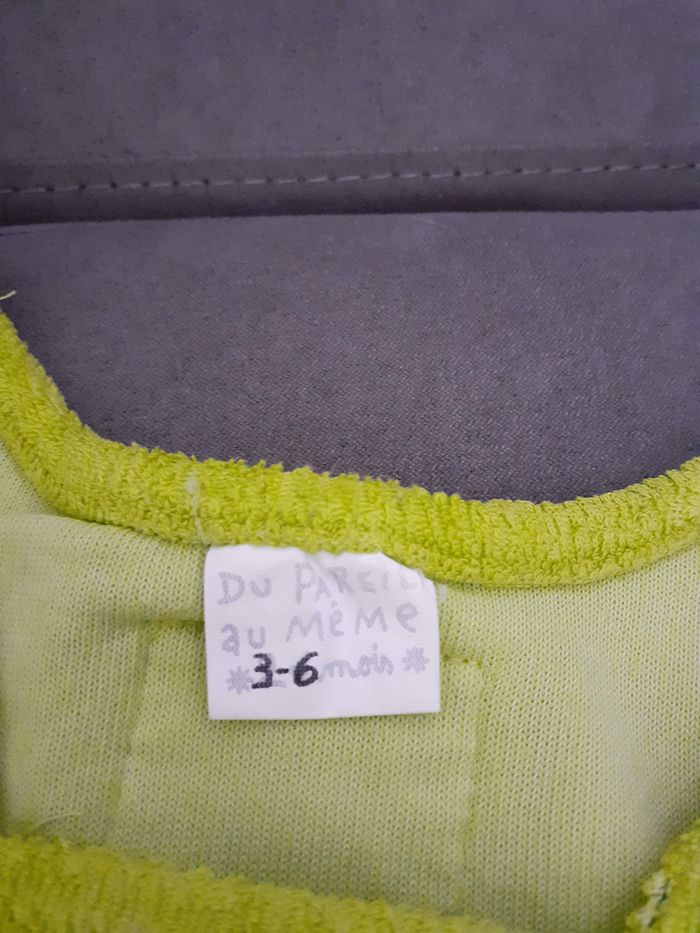 DU PAREIL
au MêMe
*3-6 mois *